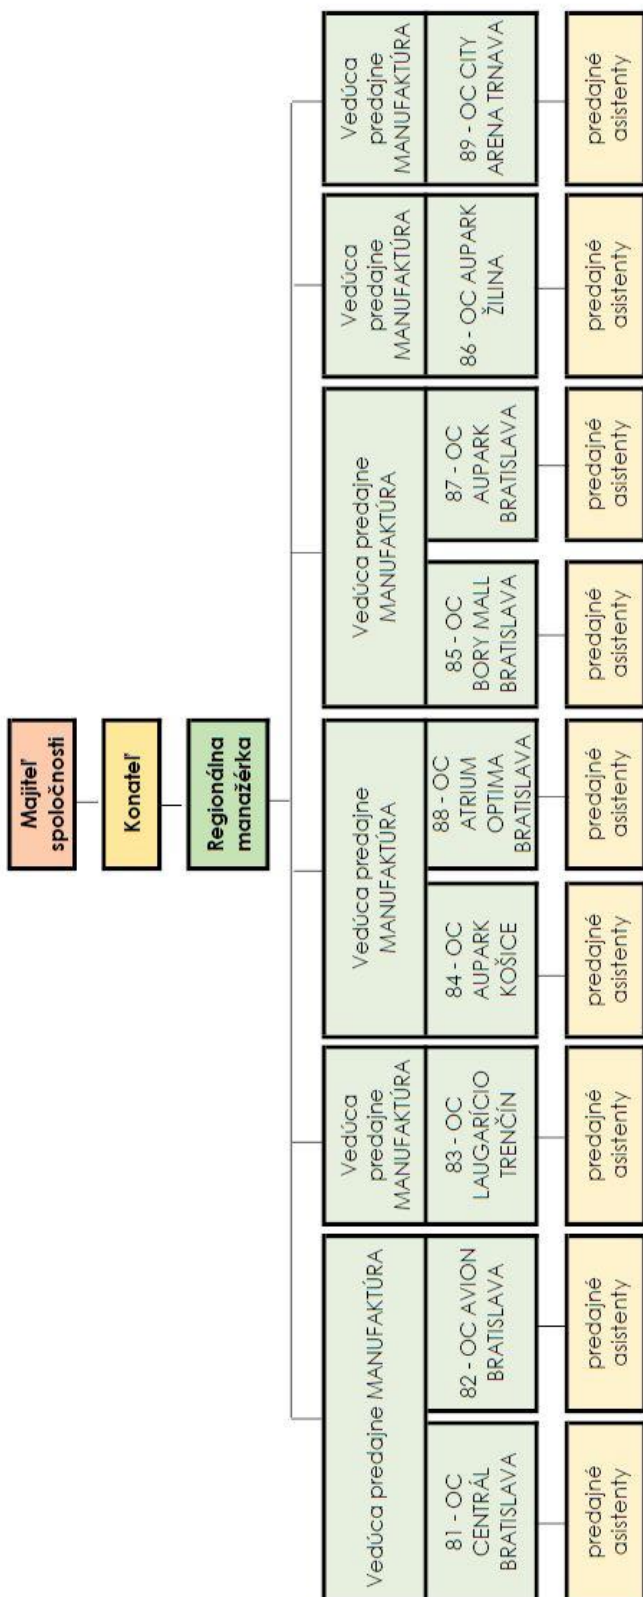 Majiteľ
spoločnosti
Konateľ
Regionálna
manažérka
Vedúca predajne MANUFAKTÚRA
81 - OC
CENTRÁL
BRATISLAVA
predajné
asistenty
82 - OC AVION
BRATISLAVA
predajné
asistenty
Vedúca
predajne
MANUFAKTÚRA
83 - OC
LAUGARÍCIO
TRENČÍN
predajné
asistenty
Vedúca predajne
MANUFAKTÚRA
84 - OC
AUPARK
KOŠICE
predajné
asistenty
88 - OC
ATRIUM
OPTIMA
BRATISLAVA
predajné
asistenty
Vedúca predajne
MANUFAKTÚRA
85 - OC
BORY MALL
BRATISLAVA
predajné
asistenty
87 - OC
AUPARK
BRATISLAVA
predajné
asistenty
Vedúca
predajne
MANUFAKTÚRA
86 - OC AUPARK
ŽILINA
predajné
asistenty
Vedúca
predajne
MANUFAKTÚRA
89 - OC CITY
ARENA TRNAVA
predajné
asistenty